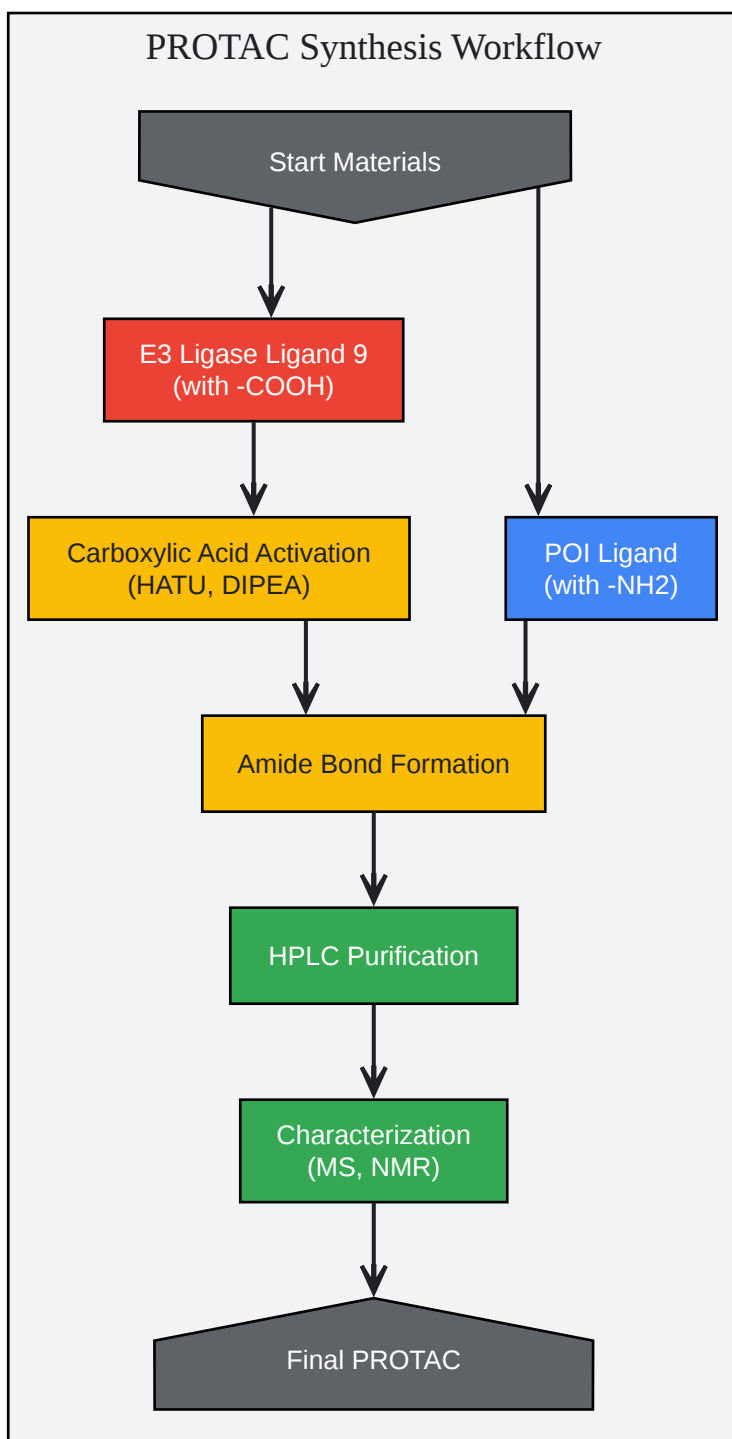 PROTAC Synthesis Workflow
Start Materials
E3 Ligase Ligand 9
(with -COOH)
Carboxylic Acid Activation
(HATU, DIPEA)
POI Ligand
(with -NH2)
Amide Bond Formation
HPLC Purification
Characterization
(MS, NMR)
Final PROTAC